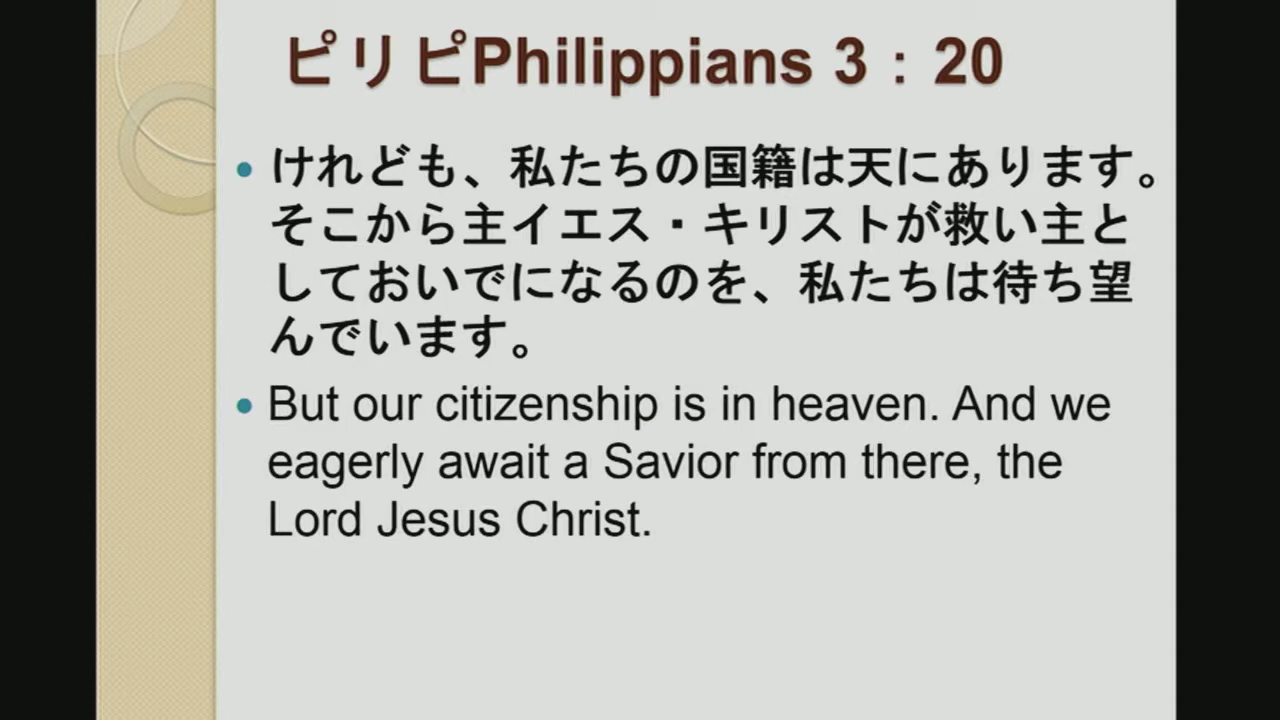 ピリピPhilippians 3：20
• けれども、私たちの国籍は天にあります。
そこから主イエス・キリストが救い主と
しておいでになるのを、私たちは待ち望
んでいます。
• But our citizenship is in heaven. And we
eagerly await a Savior from there, the
Lord Jesus Christ.